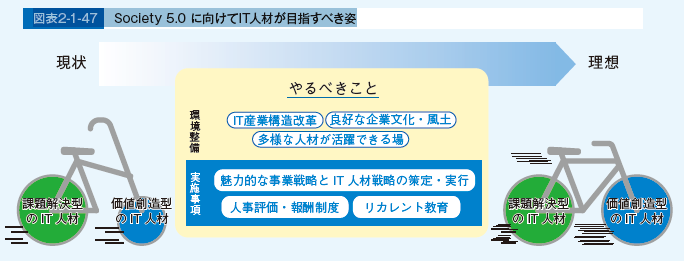 図表2-1-47 Society 5.0 に向けてIT人材が目指すべき姿
現状
理想
やるべきこと
環境整備
IT産業構造改革
良好な企業文化・風土
多様な人材が活躍できる場
実施事項
魅力的な事業戦略と IT 人材戦略の策定・実行
人事評価・報酬制度
リカレント教育
課題解決型
の IT 人材
価値創造型
の IT 人材
課題解決型
の IT 人材
価値創造型
の IT 人材